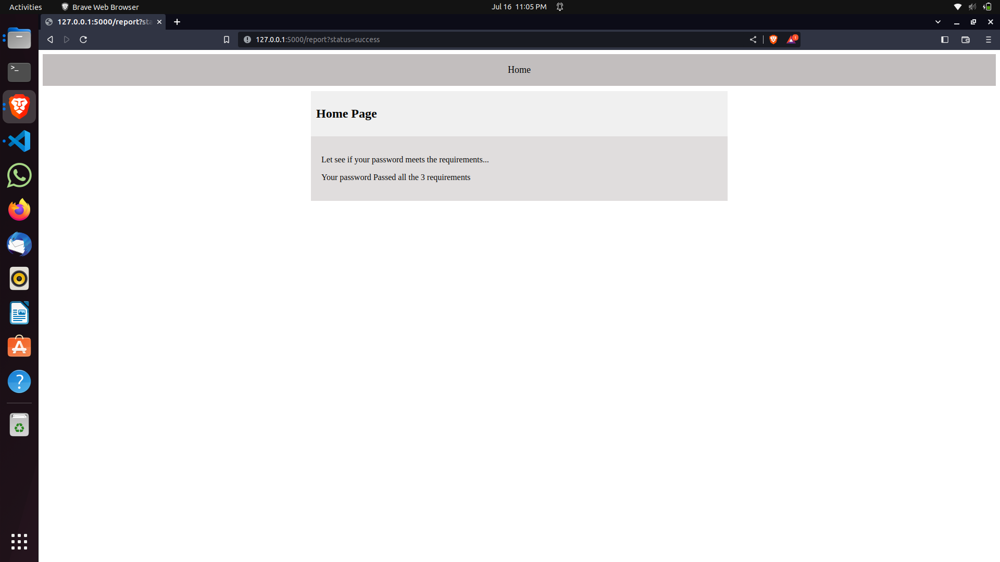 Activities
Brave Web Browser
Jul 16 11:05 PM
127.0.0.1:5000/report?sta
127.0.0.1:5000/report?status=success
1
>_
Home
Home Page
Let see if your password meets the requirements...
Your password Passed all the 3 requirements
?